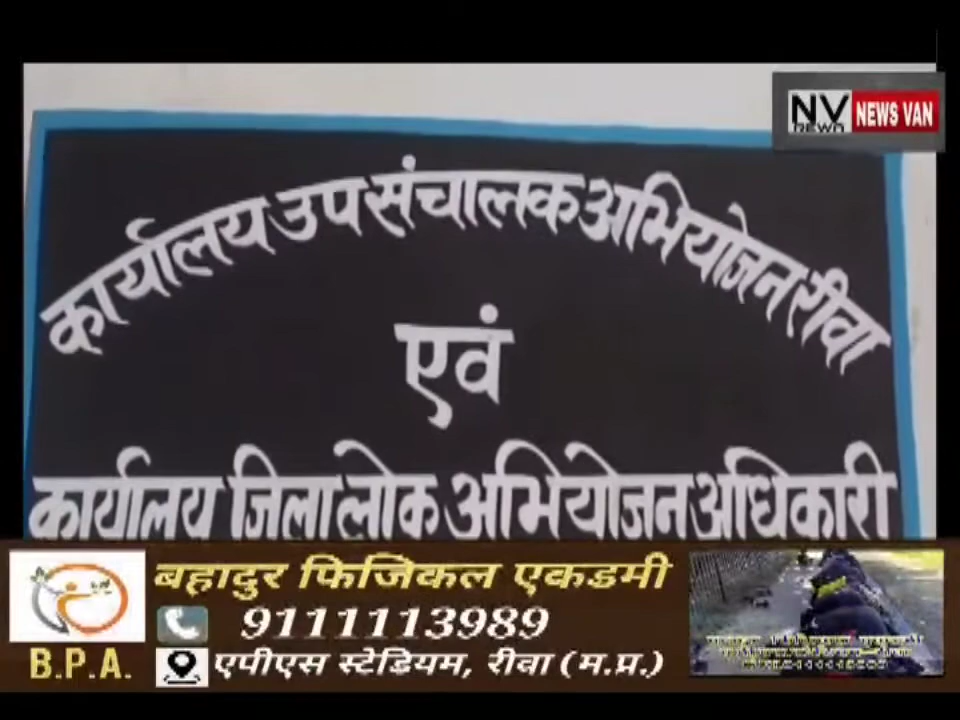 NV
NEWS VAN
कार्यालय उप संचालक अभियोजन रीवा
एवं
कार्यालय जिला लोक अभियोजन अधिकारी
बहादुर फिजिकल एकडमी
9111113989
B.P.A.
एपीएस स्टेडियम, रीवा (म.प्र.)